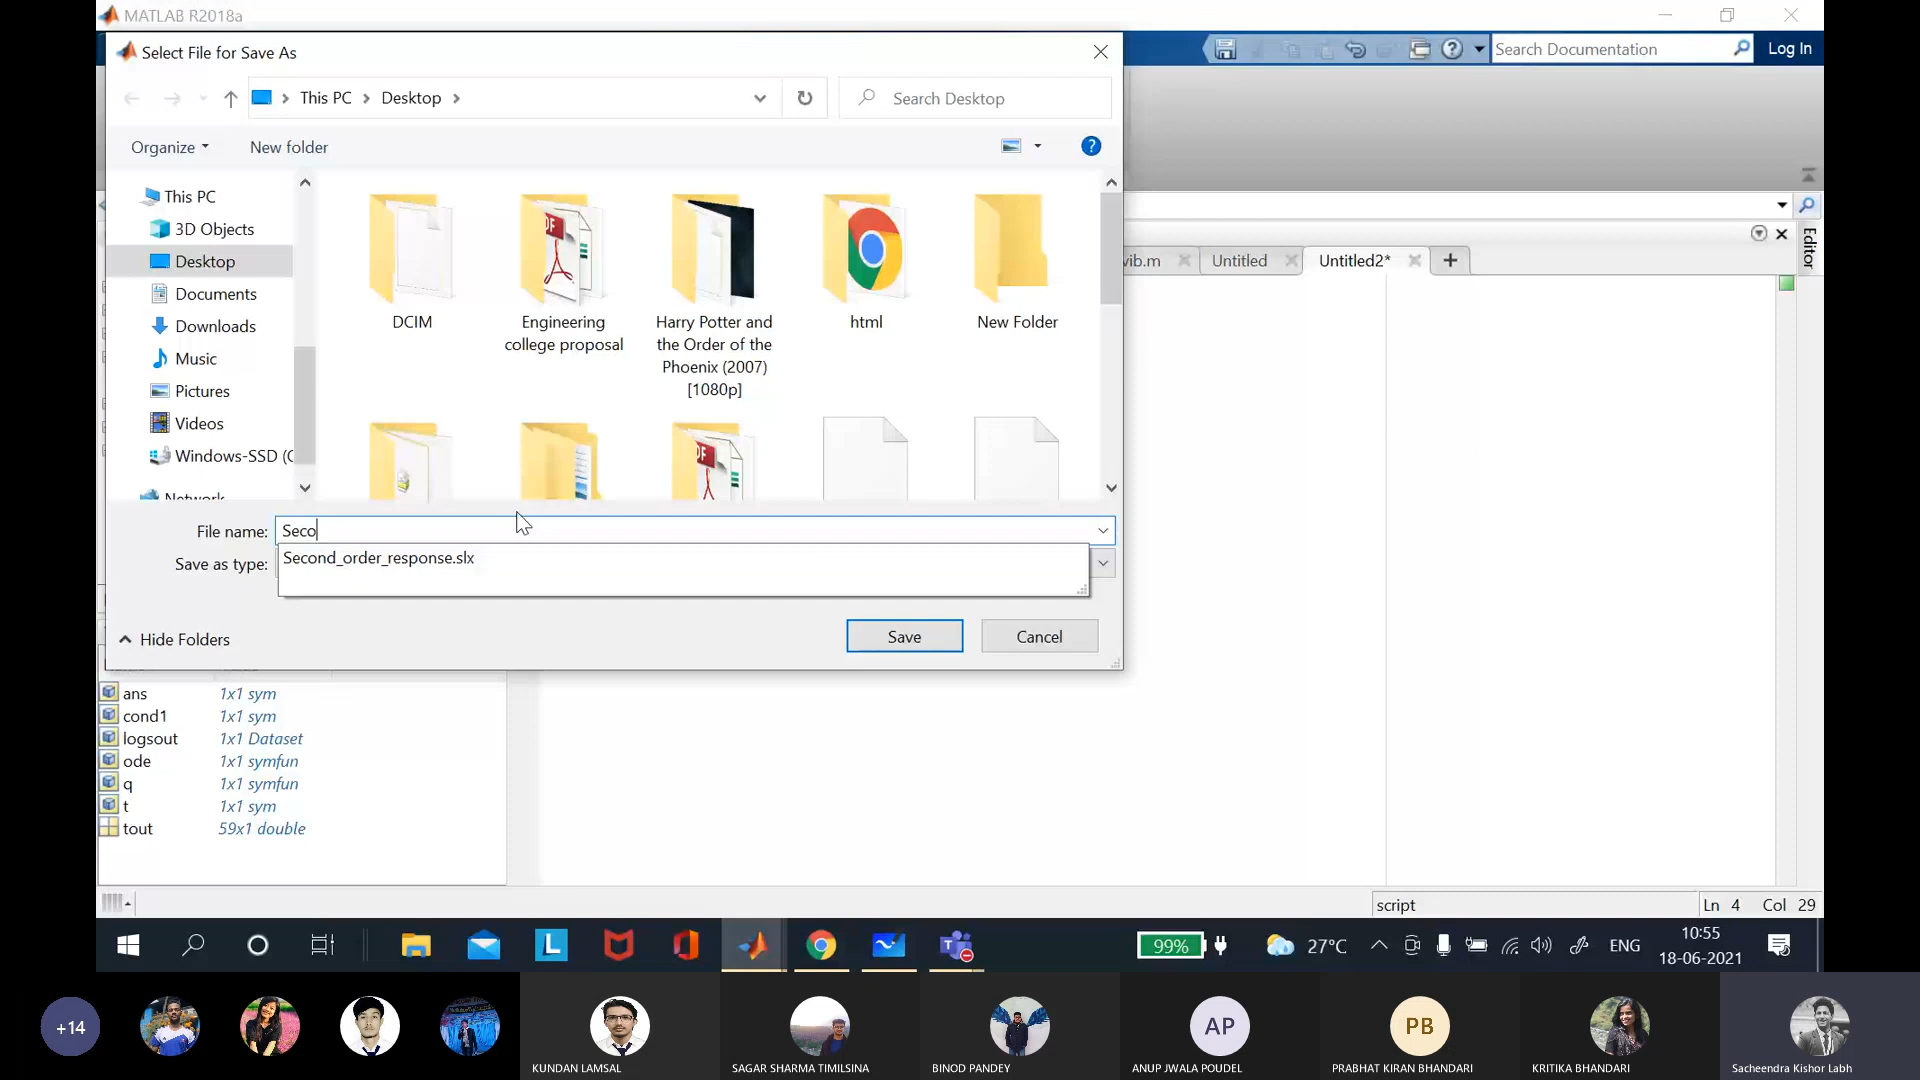 MATLAB R2018a
Select File for Save As
Search Documentation
Log In
This PC
Desktop
Search Desktop
Organize
New folder
This PC
3D Objects
Desktop
Documents
Downloads
Music
Pictures
Videos
Windows-SSD (C
Network
DCIM
Engineering
college proposal
Harry Potter and
the Order of the
Phoenix (2007)
[1080p]
html
New Folder
vib.m
Untitled
Untitled2*
Editor
File name:
Seco
Second_order_response.slx
Save as type:
Hide Folders
Save
Cancel
ans 1x1 sym
cond1 1x1 sym
logsout 1x1 Dataset
ode 1x1 symfun
q 1x1 symfun
t 1x1 sym
tout 59x1 double
script
Ln 4 Col 29
99%
27°C
ENG
10:55
18-06-2021
+14
AP
PB
KUNDAN LAMSAL
SAGAR SHARMA TIMILSINA
BINOD PANDEY
ANUP JWALA POUDEL
PRABHAT KIRAN BHANDARI
KRITIKA BHANDARI
Sacheendra Kishor Labh